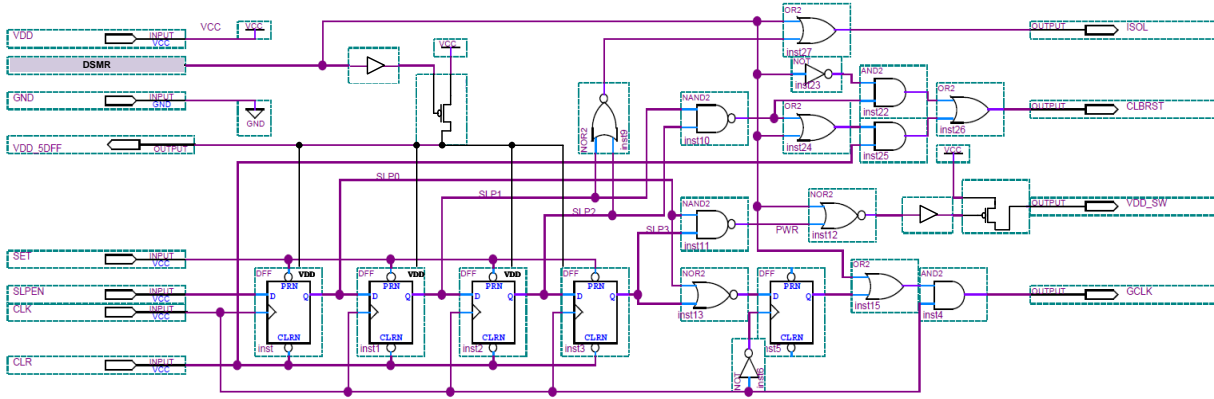 OR2
VDD INPUT VCC VCC VCC OUTPUT ISOL
inst27
DSMR VCC NOT AND2
inst23
OR2
GND INPUT GND NAND2 inst22 OUTPUT CLBRST
GND OR2
VDD_5DFF OUTPUT NOR2 inst9 inst10 inst24 inst25 inst26
VCC
SLP0
SLP1 NAND2 NOR2 OUTPUT VDD_SW
SLP2
SLP3 inst11 PWR inst12
SET INPUT VCC
DFF VDD DFF DFF VDD DFF NOR2 DFF OR2 AND2
SLPEN INPUT VCC PRN PRN PRN PRN PRN
D Q D Q D Q D Q D Q OUTPUT GCLK
CLK INPUT VCC inst13 inst15 inst4
CLRN CLRN CLRN CLRN CLRN
inst inst1 inst2 inst3 inst5
CLR INPUT VCC NOT inst6